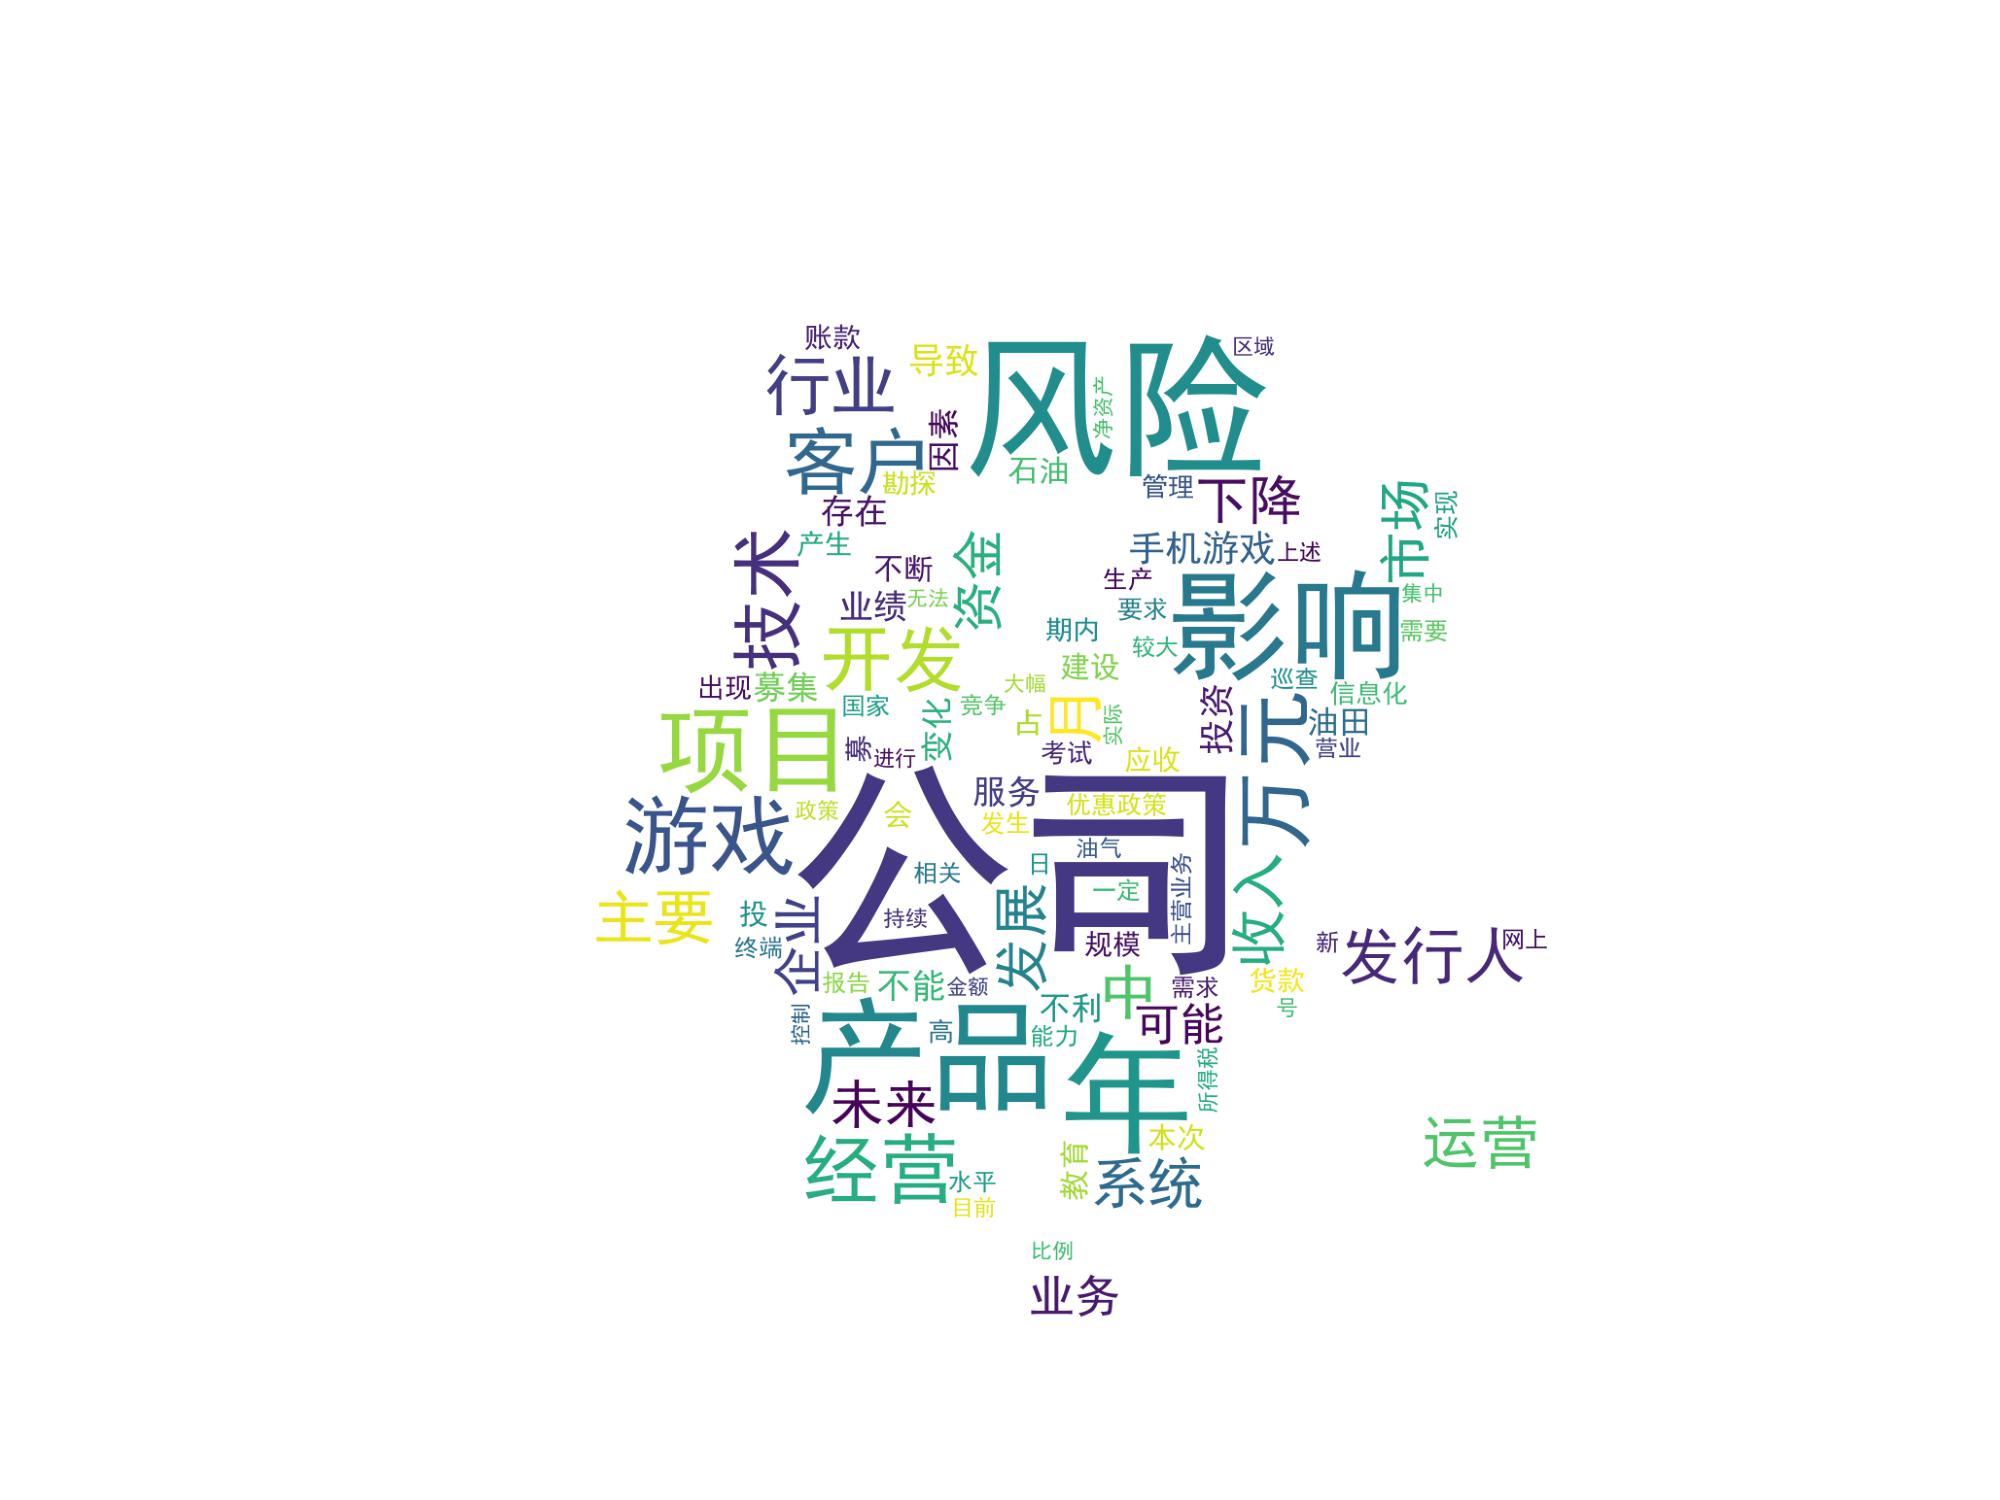 账款
行业
导致
风险
区域
净资产
客户
因素
石油
勘探
管理
下降
存在
市场
实现
技术
产生
不断
资金
手机游戏
上述
生产
影响
业绩
无法
要求
集中
开发
期内
较大
需要
建设
巡查
出现
募集
国家
变化
竞争
大幅
占
月
实际
投资
万元
信息化
油田
营业
项目
募
进行
考试
应收
游戏
政策
会
公司
服务
发生
优惠政策
油气
相关
日
一定
主营业务
收入
主要
投
企业
终端
持续
发展
规模
新
发行人
网上
报告
不能
金额
中
需求
货款
号
控制
产品
高
不利
能力
可能
年
所得税
未来
经营
水平
目前
教育
本次
系统
运营
比例
业务